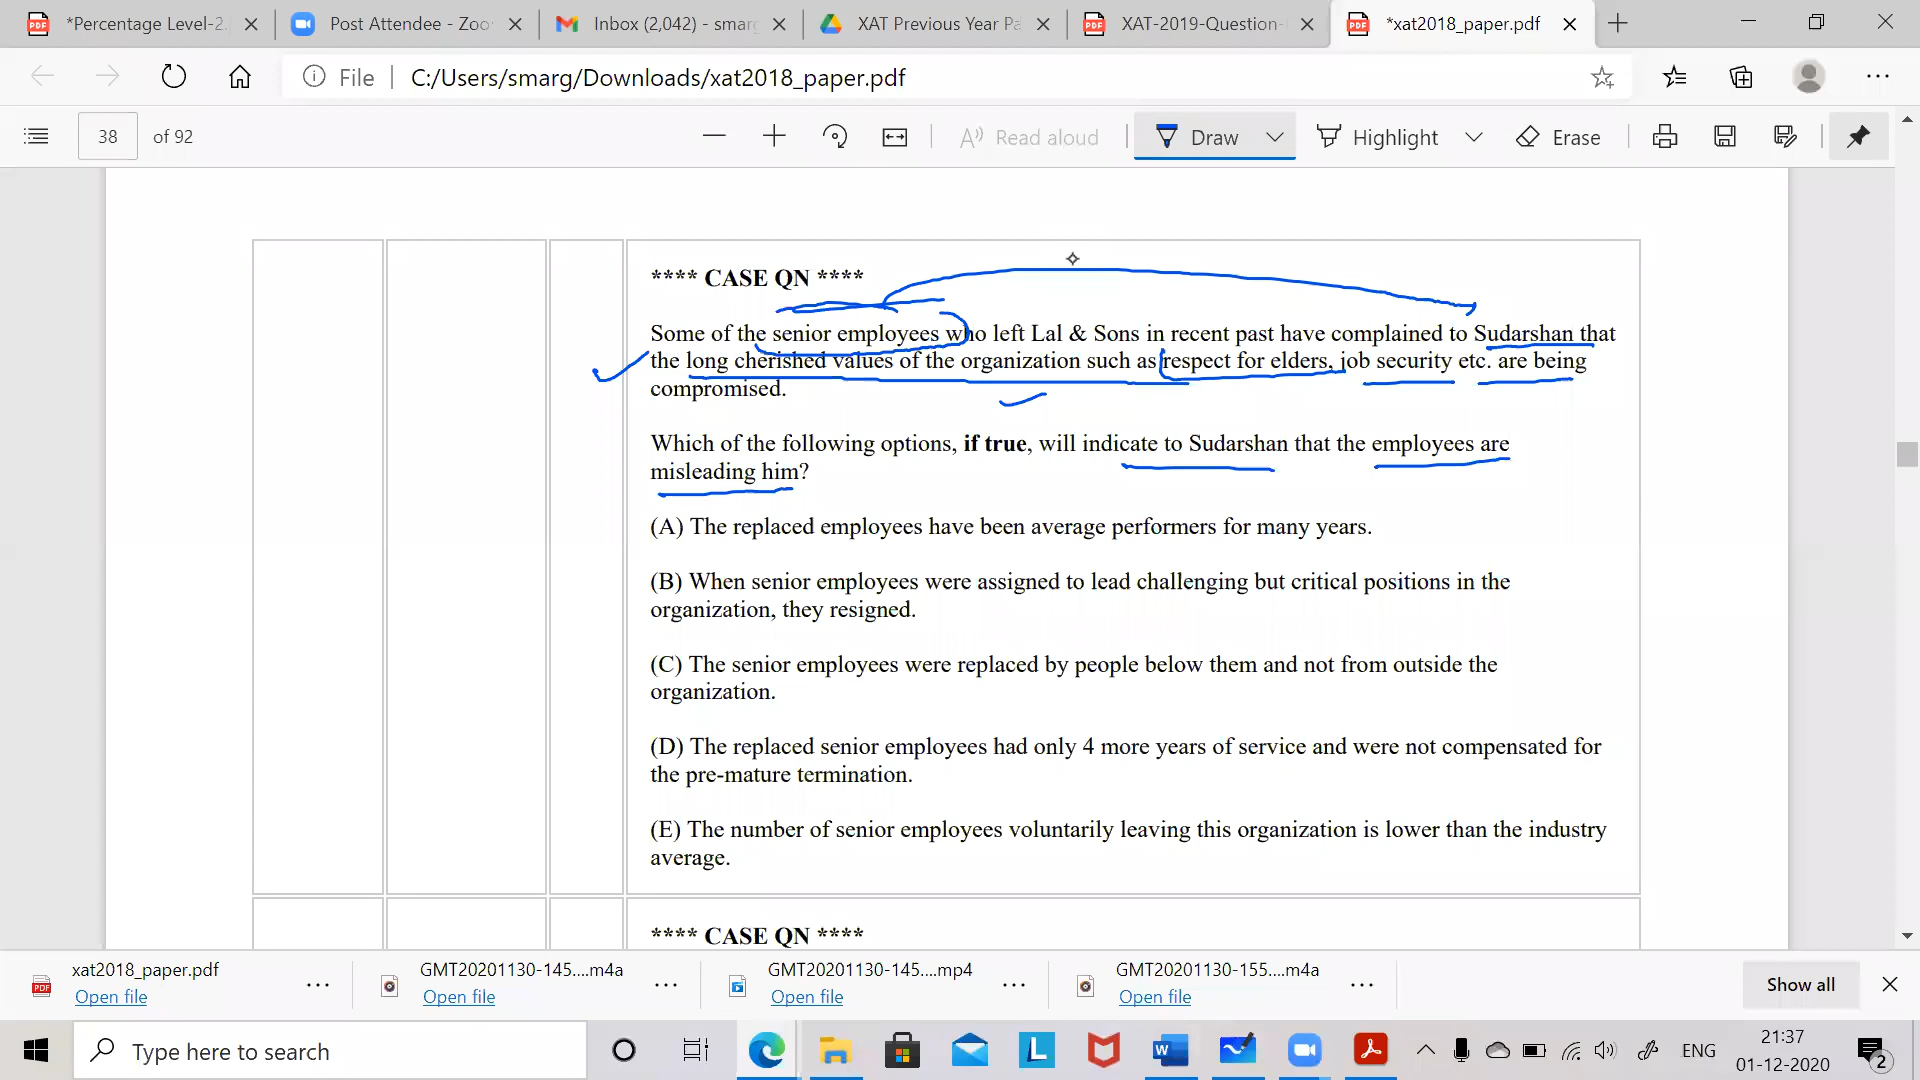 *Percentage Level-2.
Post Attendee - Zoo
Inbox (2,042) - smarg
XAT Previous Year Pa
XAT-2019-Question-
*xat2018_paper.pdf
File
C:/Users/smarg/Downloads/xat2018_paper.pdf
38 of 92
Read aloud
Draw
Highlight
Erase
**** CASE QN ****
Some of the senior employees who left Lal & Sons in recent past have complained to Sudarshan that
the long cherished values of the organization such as respect for elders, job security etc. are being
compromised.
Which of the following options, if true, will indicate to Sudarshan that the employees are
misleading him?
(A) The replaced employees have been average performers for many years.
(B) When senior employees were assigned to lead challenging but critical positions in the
organization, they resigned.
(C) The senior employees were replaced by people below them and not from outside the
organization.
(D) The replaced senior employees had only 4 more years of service and were not compensated for
the pre-mature termination.
(E) The number of senior employees voluntarily leaving this organization is lower than the industry
average.
**** CASE QN ****
xat2018_paper.pdf
Open file
GMT20201130-145....m4a
Open file
GMT20201130-145....mp4
Open file
GMT20201130-155....m4a
Open file
Show all
Type here to search
ENG
21:37
01-12-2020
2